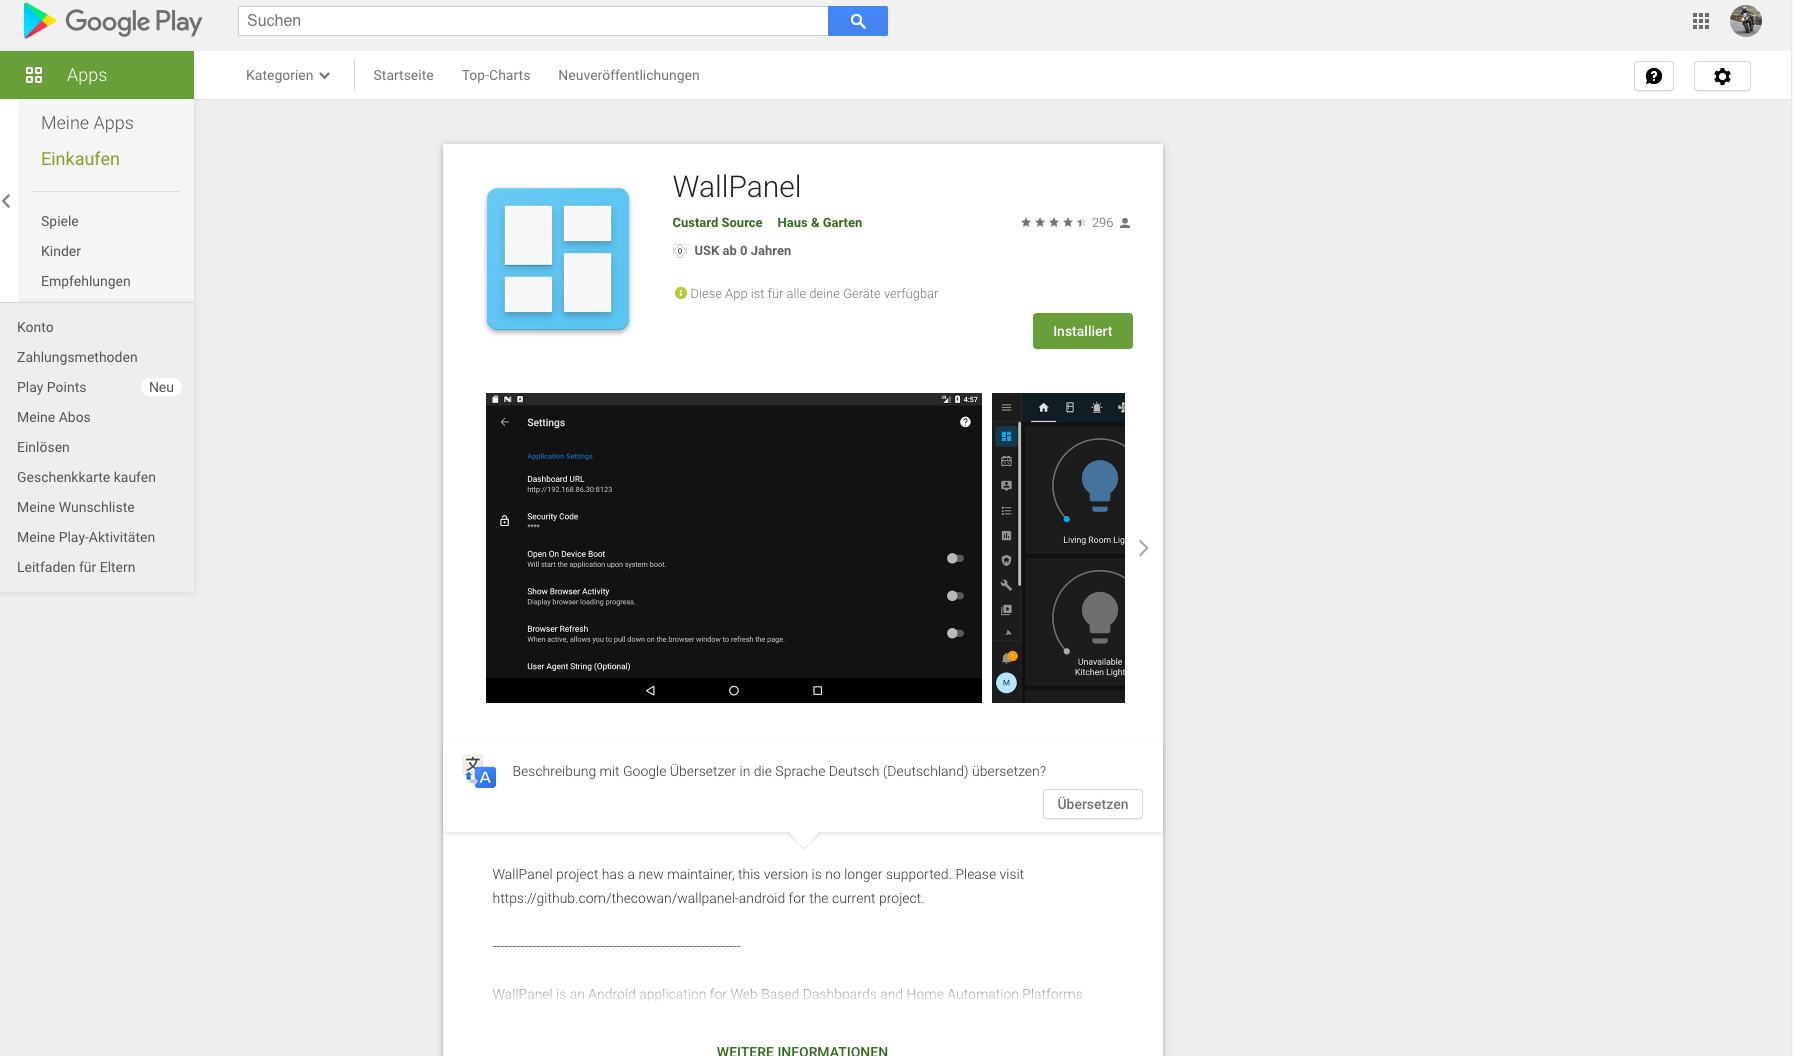 Google Play
Suchen
Apps
Kategorien
Startseite
Top-Charts
Neuveröffentlichungen
Meine Apps
Einkaufen
Spiele
Kinder
Empfehlungen
Konto
Zahlungsmethoden
Play Points Neu
Meine Abos
Einlösen
Geschenkkarte kaufen
Meine Wunschliste
Meine Play-Aktivitäten
Leitfaden für Eltern
WallPanel
Custard Source Haus & Garten
296
0 USK ab 0 Jahren
Diese App ist für alle deine Geräte verfügbar
Installiert
4:57
Settings
Application Settings
Dashboard URL
http://192.168.86.30:8123
Security Code
****
Open On Device Boot
Will start the application upon system boot.
Show Browser Activity
Display browser loading progress.
Browser Refresh
When active, allows you to pull down on the browser window to refresh the page.
User Agent String (Optional)
Living Room Lig
Unavailable
Kitchen Light
M
文
A
Beschreibung mit Google Übersetzer in die Sprache Deutsch (Deutschland) übersetzen?
Übersetzen
WallPanel project has a new maintainer, this version is no longer supported. Please visit
https://github.com/thecowan/wallpanel-android for the current project.
--------------------------------------------------------------
WallPanel is an Android application for Web Based Dashboards and Home Automation Platforms
WEITERE INFORMATIONEN